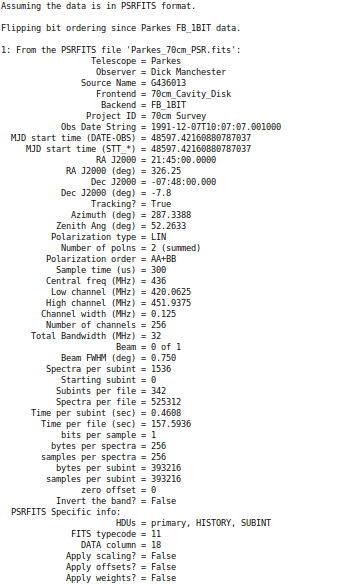 Assuming the data is in PSRFITS format.
Flipping bit ordering since Parkes FB_1BIT data.
1: From the PSRFITS file 'Parkes_70cm_PSR.fits':
Telescope = Parkes
Observer = Dick Manchester
Source Name = G436013
Frontend = 70cm_Cavity_Disk
Backend = FB_1BIT
Project ID = 70cm Survey
Obs Date String = 1991-12-07T10:07:07.001000
MJD start time (DATE-OBS) = 48597.42160880787037
MJD start time (STT_*) = 48597.42160880787037
RA J2000 = 21:45:00.0000
RA J2000 (deg) = 326.25
Dec J2000 = -07:48:00.000
Dec J2000 (deg) = -7.8
Tracking? = True
Azimuth (deg) = 287.3388
Zenith Ang (deg) = 52.2633
Polarization type = LIN
Number of polns = 2 (summed)
Polarization order = AA+BB
Sample time (us) = 300
Central freq (MHz) = 436
Low channel (MHz) = 420.0625
High channel (MHz) = 451.9375
Channel width (MHz) = 0.125
Number of channels = 256
Total Bandwidth (MHz) = 32
Beam = 0 of 1
Beam FWHM (deg) = 0.750
Spectra per subint = 1536
Starting subint = 0
Subints per file = 342
Spectra per file = 525312
Time per subint (sec) = 0.4608
Time per file (sec) = 157.5936
bits per sample = 1
bytes per spectra = 256
samples per spectra = 256
bytes per subint = 393216
samples per subint = 393216
zero offset = 0
Invert the band? = False
PSRFITS Specific info:
HDUs = primary, HISTORY, SUBINT
FITS typecode = 11
DATA column = 18
Apply scaling? = False
Apply offsets? = False
Apply weights? = False